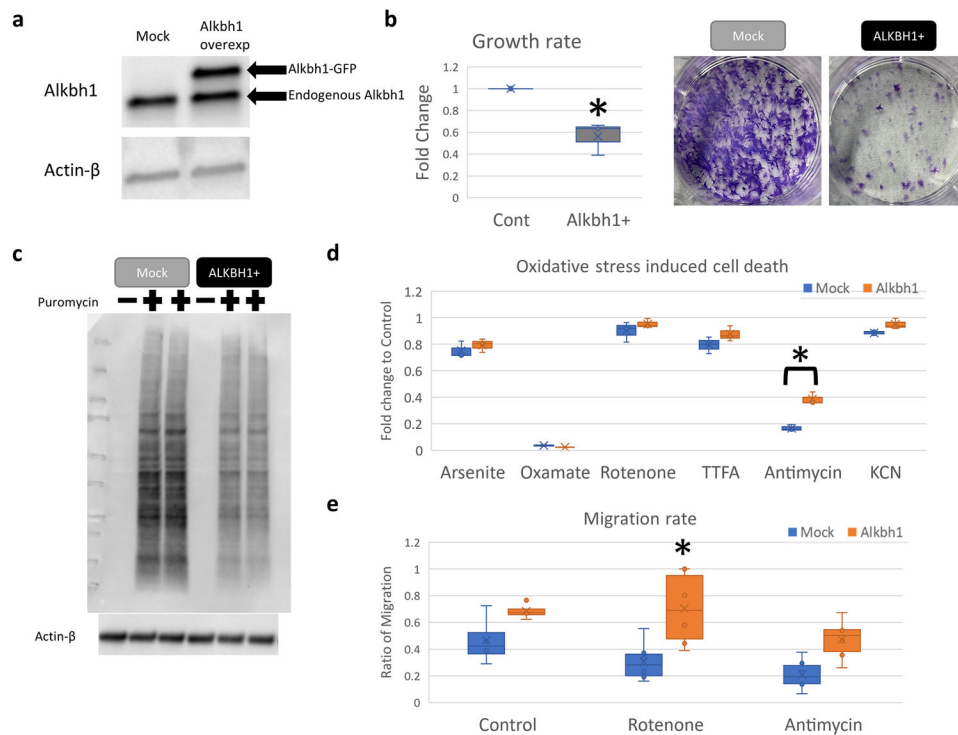 a
Mock
Alkbh1
overexp
Alkbh1
Alkbh1-GFP
Endogenous Alkbh1
Actin-β
b
Growth rate
Fold Change
1.2
1
0.8
0.6
0.4
0.2
0
*
Cont
Alkbh1+
Mock
ALKBH1+
c
Mock
ALKBH1+
Puromycin
− + + − + +
Actin-β
d
Oxidative stress induced cell death
Mock
Alkbh1
Fold change to Control
1.2
1
0.8
0.6
0.4
0.2
0
*
Arsenite
Oxamate
Rotenone
TTFA
Antimycin
KCN
e
Migration rate
Mock
Alkbh1
Ratio of Migration
1.2
1
0.8
0.6
0.4
0.2
0
*
Control
Rotenone
Antimycin